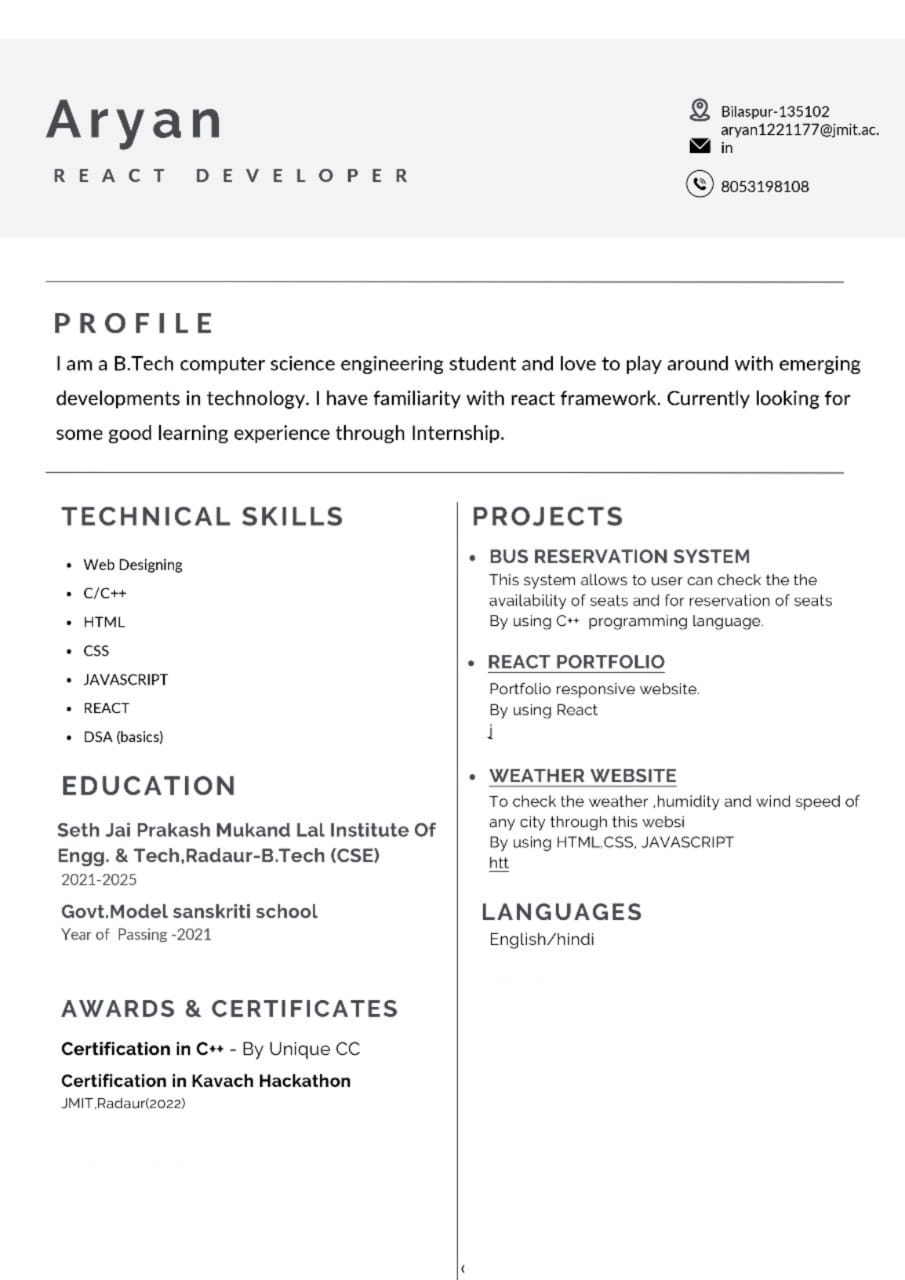 Aryan
REACT DEVELOPER
Bilaspur-135102
aryan1221177@jmit.ac.
in
8053198108
PROFILE
I am a B.Tech computer science engineering student and love to play around with emerging
developments in technology. I have familiarity with react framework. Currently looking for
some good learning experience through Internship.
TECHNICAL SKILLS
• Web Designing
• C/C++
• HTML
• CSS
• JAVASCRIPT
• REACT
• DSA (basics)
EDUCATION
Seth Jai Prakash Mukand Lal Institute Of
Engg. & Tech,Radaur-B.Tech (CSE)
2021-2025
Govt.Model sanskriti school
Year of Passing -2021
AWARDS & CERTIFICATES
Certification in C++ - By Unique CC
Certification in Kavach Hackathon
JMIT,Radaur(2022)
PROJECTS
• BUS RESERVATION SYSTEM
This system allows to user can check the the
availability of seats and for reservation of seats
By using C++ programming language.
• REACT PORTFOLIO
Portfolio responsive website.
By using React
j
• WEATHER WEBSITE
To check the weather ,humidity and wind speed of
any city through this websi
By using HTML,CSS, JAVASCRIPT
htt
LANGUAGES
English/hindi